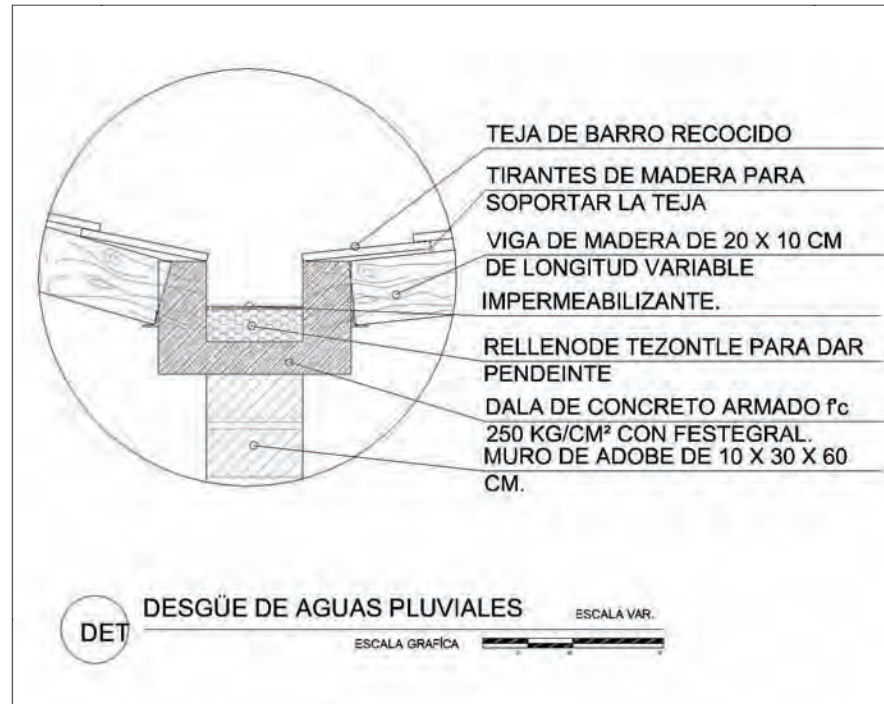 TEJA DE BARRO RECOCIDO
TIRANTES DE MADERA PARA
SOPORTAR LA TEJA
VIGA DE MADERA DE 20 X 10 CM
DE LONGITUD VARIABLE
IMPERMEABILIZANTE.
RELLENODE TEZONTLE PARA DAR
PENDEINTE
DALA DE CONCRETO ARMADO f'c
250 KG/CM² CON FESTEGRAL.
MURO DE ADOBE DE 10 X 30 X 60
CM.
DET
DESGÜE DE AGUAS PLUVIALES
ESCALA VAR.
ESCALA GRAFÍCA